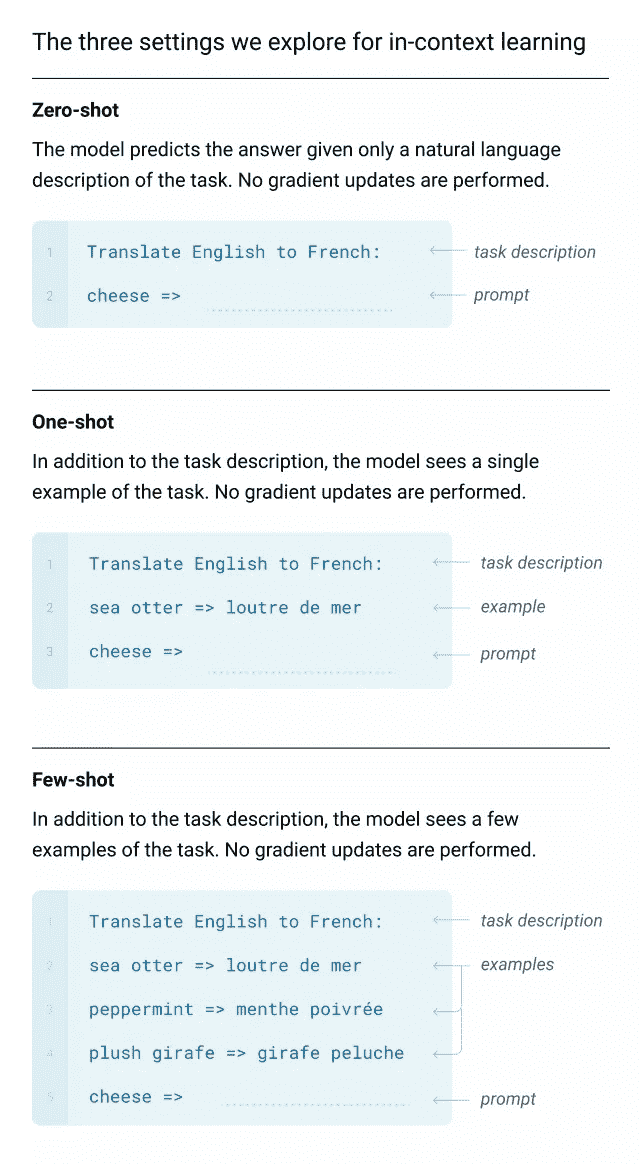 The three settings we explore for in-context learning
Zero-shot
The model predicts the answer given only a natural language
description of the task. No gradient updates are performed.
1 Translate English to French: task description
2 cheese => prompt
One-shot
In addition to the task description, the model sees a single
example of the task. No gradient updates are performed.
1 Translate English to French: task description
2 sea otter => loutre de mer example
3 cheese => prompt
Few-shot
In addition to the task description, the model sees a few
examples of the task. No gradient updates are performed.
1 Translate English to French: task description
2 sea otter => loutre de mer examples
3 peppermint => menthe poivrée
4 plush girafe => girafe peluche
5 cheese => prompt